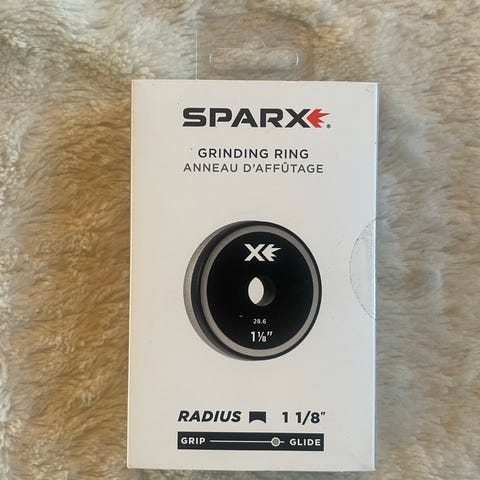 SPARX®
GRINDING RING
ANNEAU D'AFFÛTAGE
X
28.6
1⅛"
RADIUS 1 1/8"
GRIP GLIDE